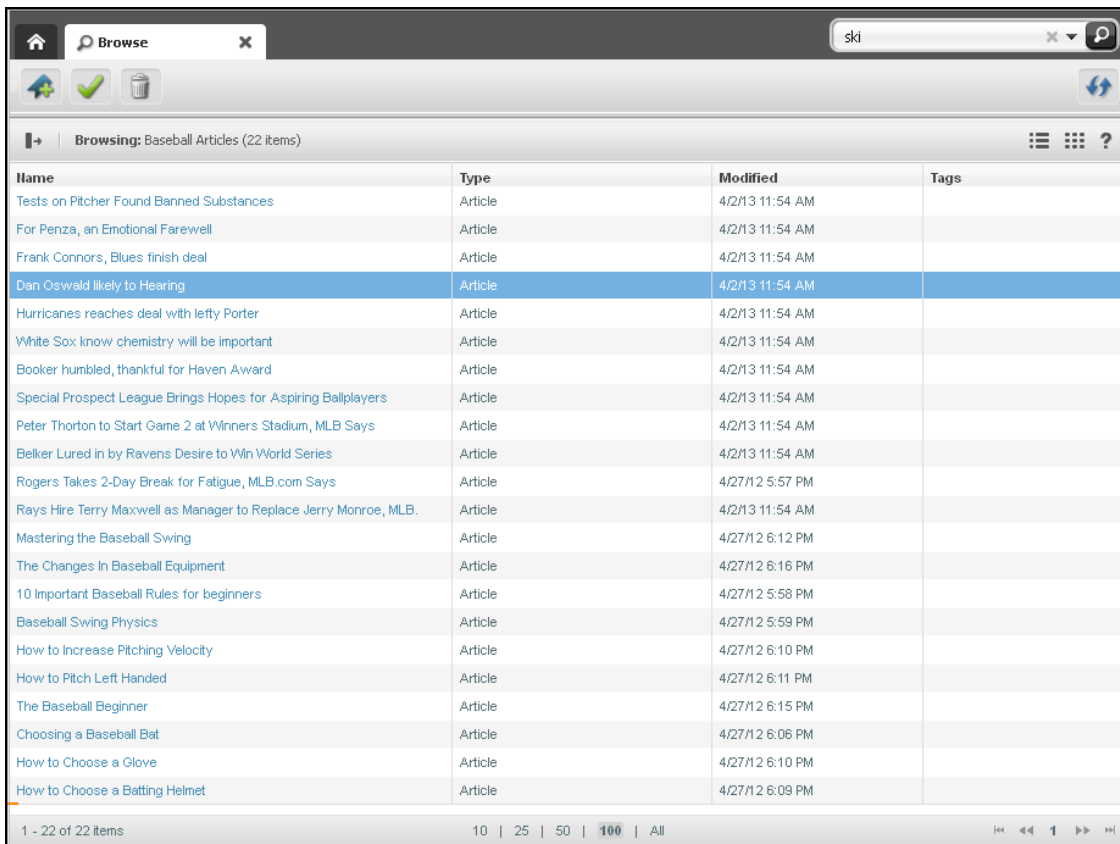 Browse
ski
Browsing: Baseball Articles (22 items)
?
Name Type Modified Tags
Tests on Pitcher Found Banned Substances Article 4/2/13 11:54 AM
For Penza, an Emotional Farewell Article 4/2/13 11:54 AM
Frank Connors, Blues finish deal Article 4/2/13 11:54 AM
Dan Oswald likely to Hearing Article 4/2/13 11:54 AM
Hurricanes reaches deal with lefty Porter Article 4/2/13 11:54 AM
White Sox know chemistry will be important Article 4/2/13 11:54 AM
Booker humbled, thankful for Haven Award Article 4/2/13 11:54 AM
Special Prospect League Brings Hopes for Aspiring Ballplayers Article 4/2/13 11:54 AM
Peter Thorton to Start Game 2 at Winners Stadium, MLB Says Article 4/2/13 11:54 AM
Belker Lured in by Ravens Desire to Win World Series Article 4/2/13 11:54 AM
Rogers Takes 2-Day Break for Fatigue, MLB.com Says Article 4/27/12 5:57 PM
Rays Hire Terry Maxwell as Manager to Replace Jerry Monroe, MLB. Article 4/2/13 11:54 AM
Mastering the Baseball Swing Article 4/27/12 6:12 PM
The Changes In Baseball Equipment Article 4/27/12 6:16 PM
10 Important Baseball Rules for beginners Article 4/27/12 5:58 PM
Baseball Swing Physics Article 4/27/12 5:59 PM
How to Increase Pitching Velocity Article 4/27/12 6:10 PM
How to Pitch Left Handed Article 4/27/12 6:11 PM
The Baseball Beginner Article 4/27/12 6:15 PM
Choosing a Baseball Bat Article 4/27/12 6:06 PM
How to Choose a Glove Article 4/27/12 6:10 PM
How to Choose a Batting Helmet Article 4/27/12 6:09 PM
1 - 22 of 22 items 10 | 25 | 50 | 100 | All 1